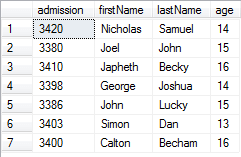 admission firstName lastName age
1 3420 Nicholas Samuel 14
2 3380 Joel John 15
3 3410 Japheth Becky 16
4 3398 George Joshua 14
5 3386 John Lucky 15
6 3403 Simon Dan 13
7 3400 Calton Becham 16